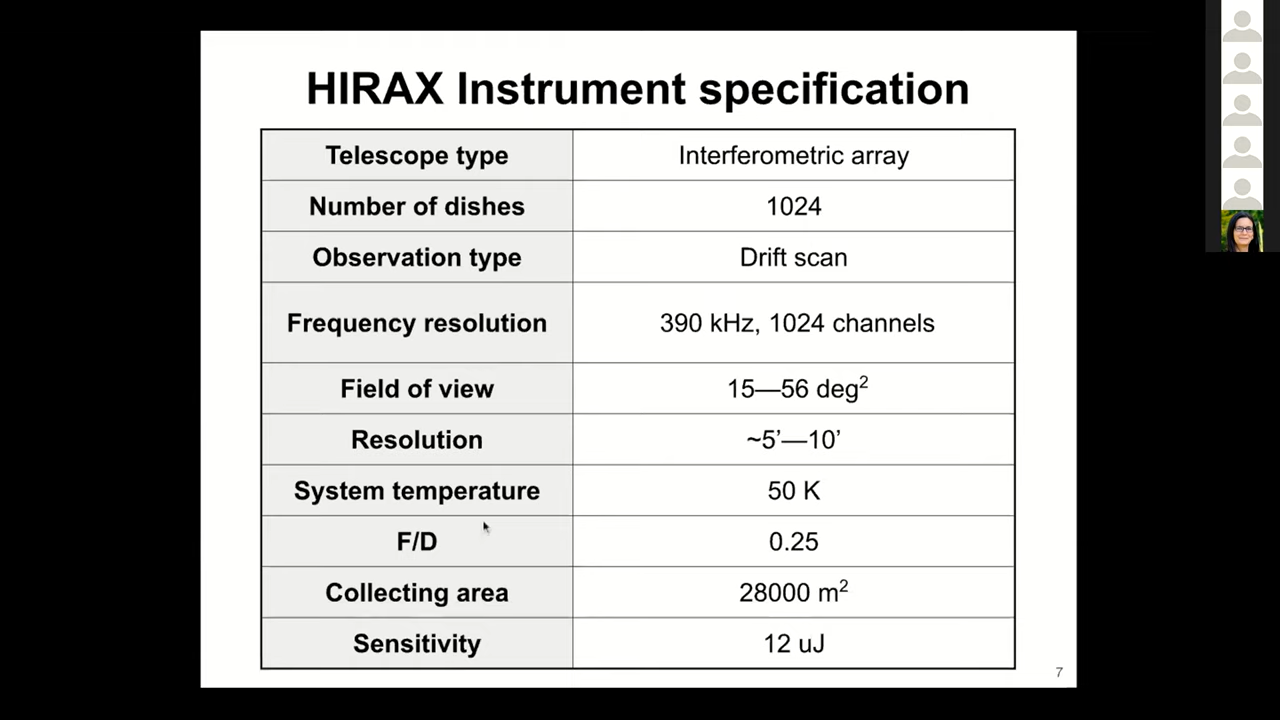 HIRAX Instrument specification
Telescope type Interferometric array
Number of dishes 1024
Observation type Drift scan
Frequency resolution 390 kHz, 1024 channels
Field of view 15—56 deg²
Resolution ~5’—10’
System temperature 50 K
F/D 0.25
Collecting area 28000 m²
Sensitivity 12 uJ
7